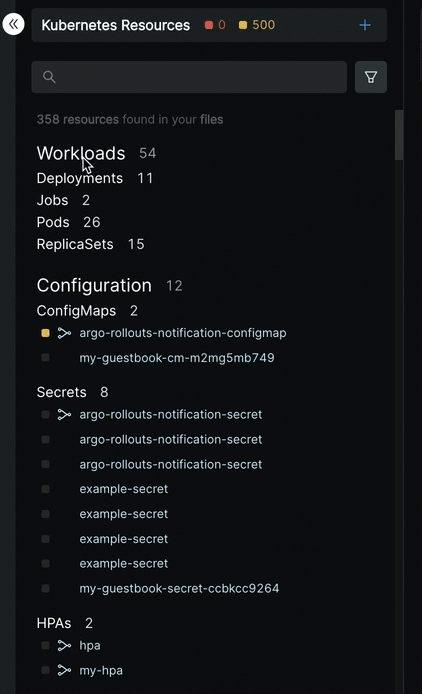 Kubernetes Resources 0 500
358 resources found in your files
Workloads 54
Deployments 11
Jobs 2
Pods 26
ReplicaSets 15
Configuration 12
ConfigMaps 2
argo-rollouts-notification-configmap
my-guestbook-cm-m2mg5mb749
Secrets 8
argo-rollouts-notification-secret
argo-rollouts-notification-secret
argo-rollouts-notification-secret
example-secret
example-secret
example-secret
example-secret
my-guestbook-secret-ccbkcc9264
HPAs 2
hpa
my-hpa